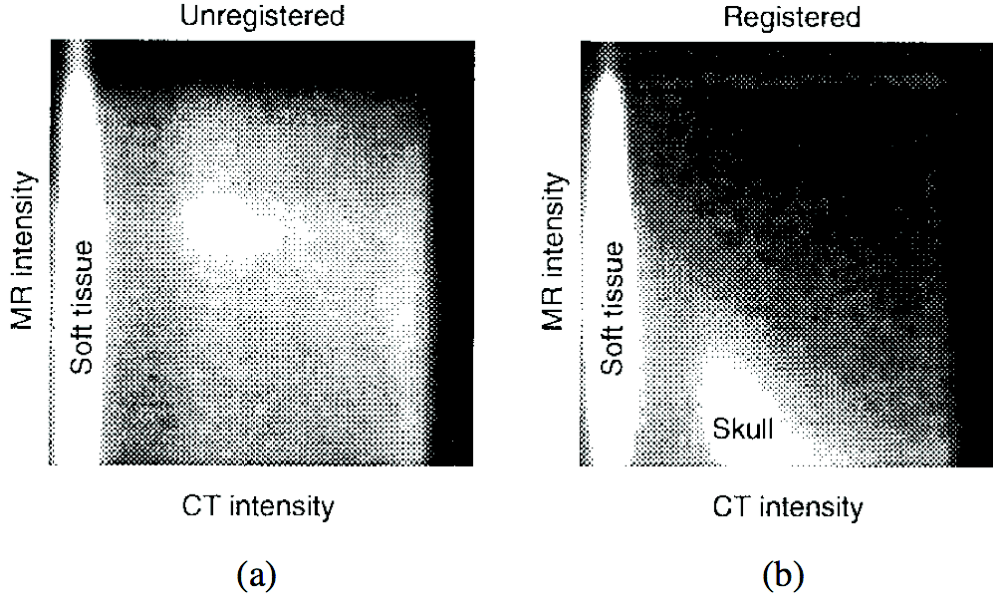 Unregistered
MR intensity
Soft tissue
CT intensity
(a)
Registered
MR intensity
Soft tissue
Skull
CT intensity
(b)